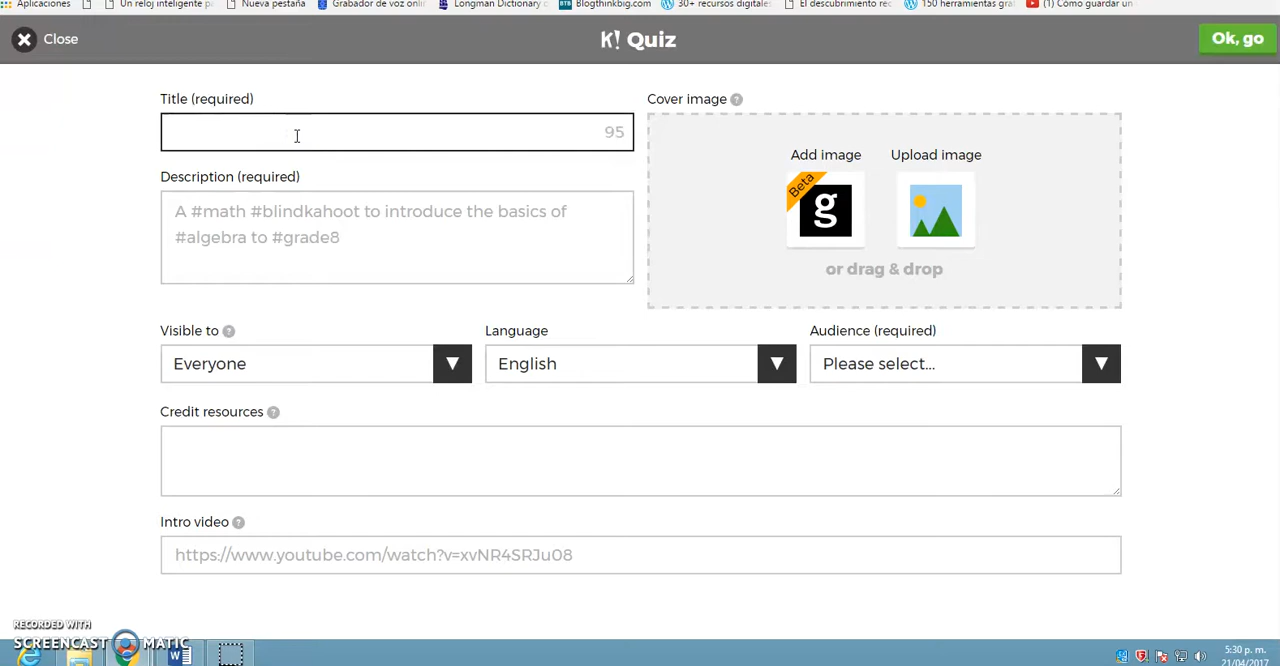 Aplicaciones Un reloj inteligente pa Nueva pestaña Grabador de voz onli Longman Dictionary o BTB Blogthinkbig.com 30+ recursos digitale El descubrimiento rec 150 herramientas gra (1) Cómo guardar un
Close K! Quiz Ok, go
Title (required) Cover image ?
95
Add image Upload image
Beta
g
Description (required)
A #math #blindkahoot to introduce the basics of
#algebra to #grade8
or drag & drop
Visible to ? Language Audience (required)
Everyone English Please select...
Credit resources ?
Intro video ?
https://www.youtube.com/watch?v=xvNR4SRJu08
RECORDED WITH
SCREENCAST MATIC
5:30 p. m.
21/04/2017